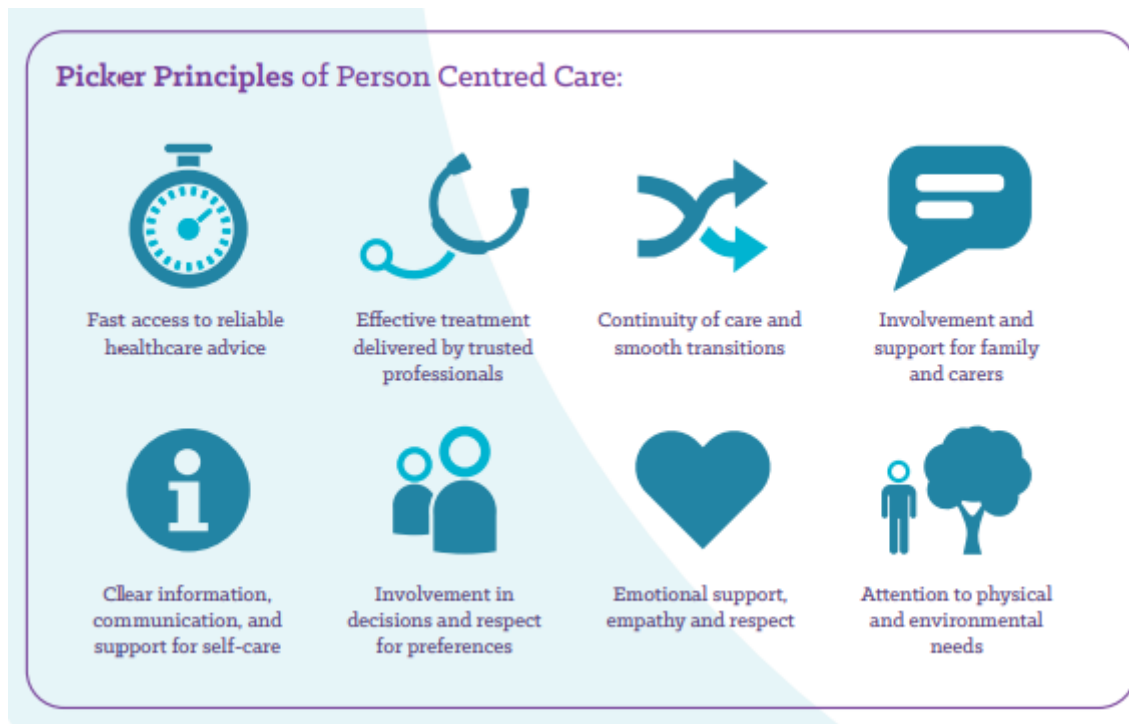 Picker Principles of Person Centred Care:
Fast access to reliable
healthcare advice
Effective treatment
delivered by trusted
professionals
Continuity of care and
smooth transitions
Involvement and
support for family
and carers
Clear information,
communication, and
support for self-care
Involvement in
decisions and respect
for preferences
Emotional support,
empathy and respect
Attention to physical
and environmental
needs